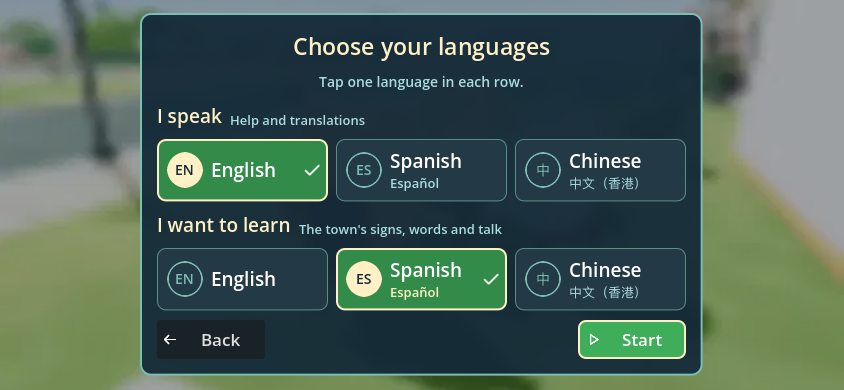 Choose your languages
Tap one language in each row.
I speak Help and translations
EN English
ES Spanish
Español
中 Chinese
中文（香港）
I want to learn The town's signs, words and talk
EN English
ES Spanish
Español
中 Chinese
中文（香港）
Back
Start